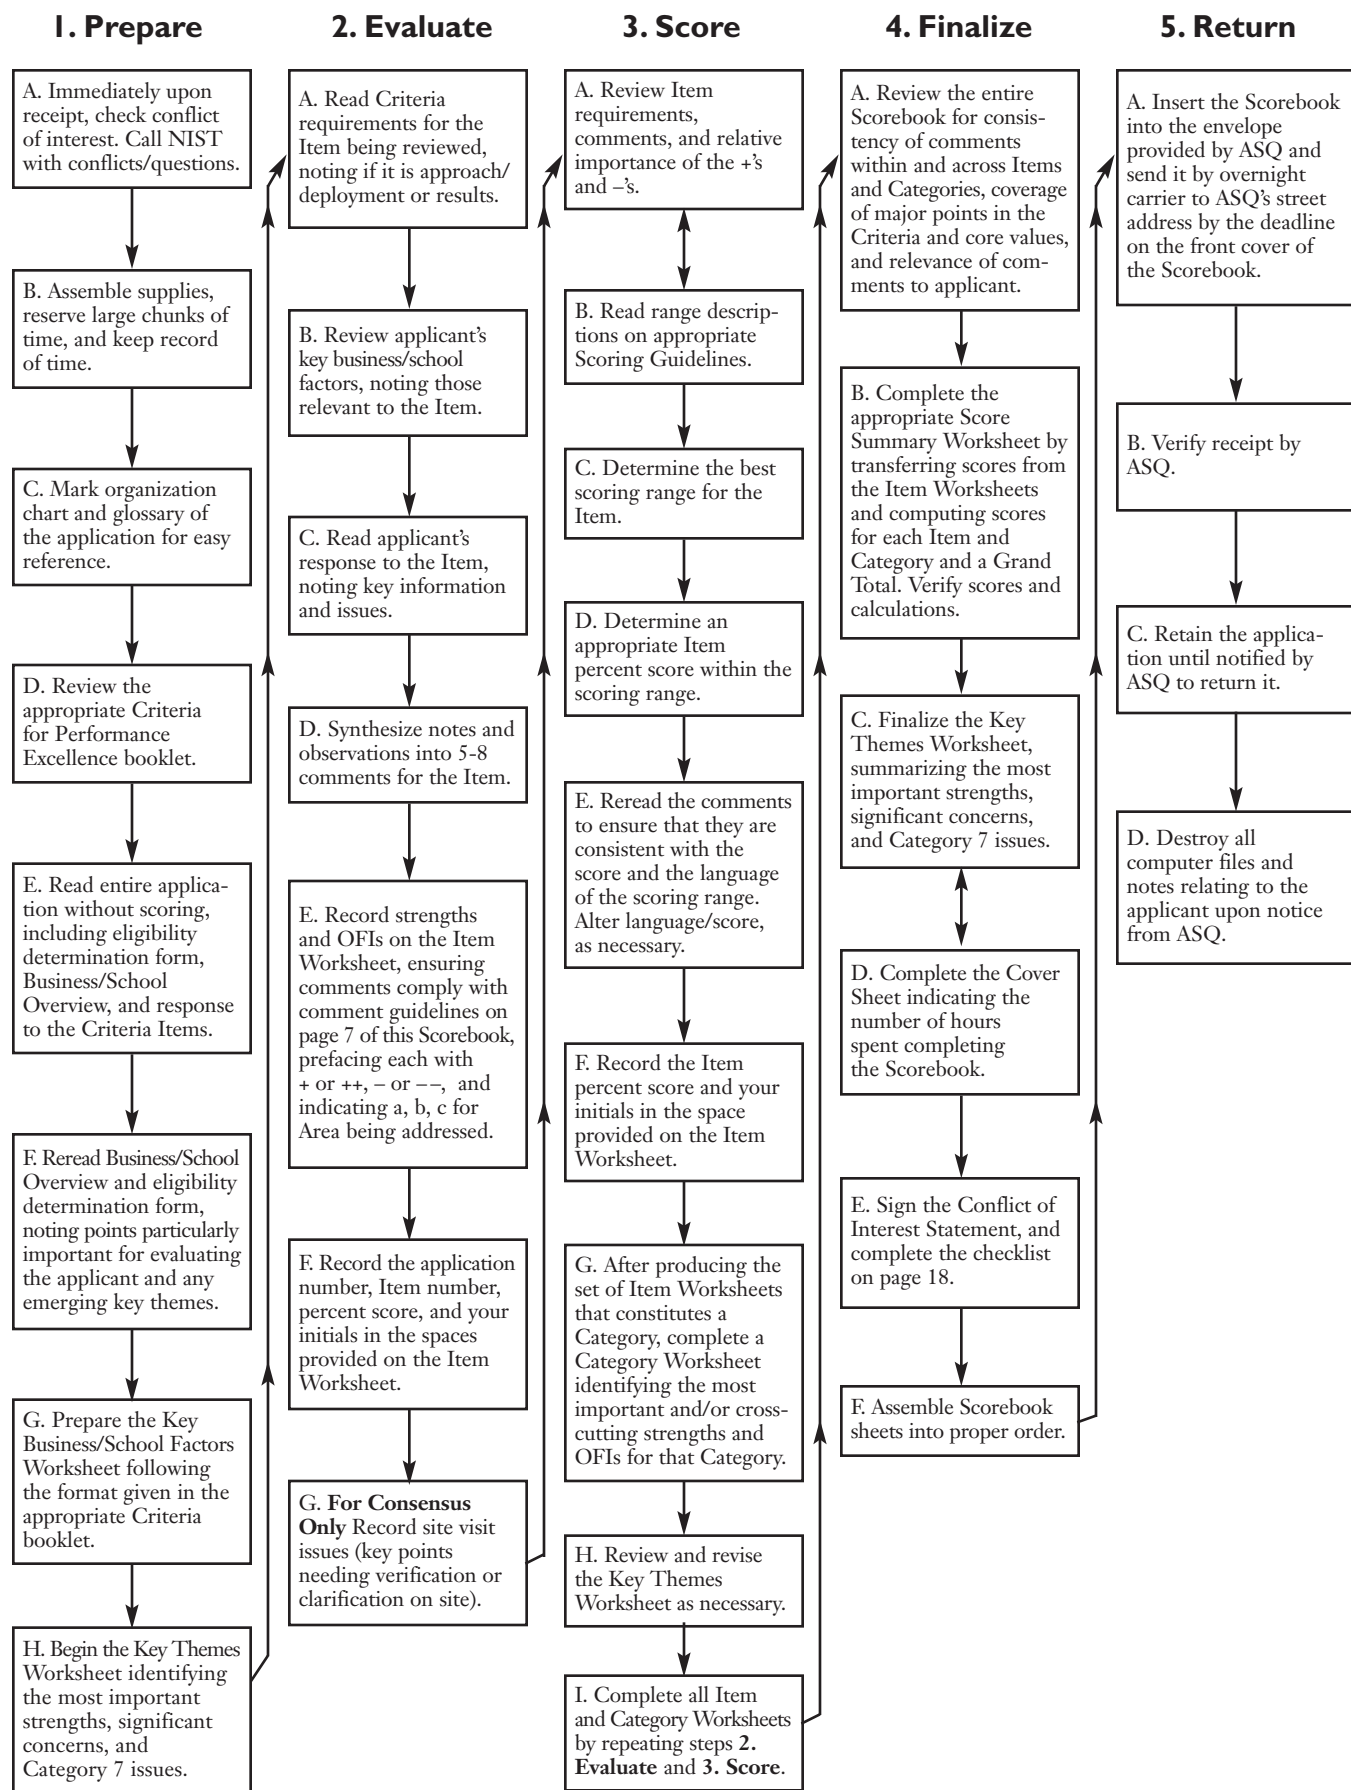 1. Prepare
A. Immediately upon
receipt, check conflict
of interest. Call NIST
with conflicts/questions.
B. Assemble supplies,
reserve large chunks of
time, and keep record
of time.
C. Mark organization
chart and glossary of
the application for easy
reference.
D. Review the
appropriate Criteria
for Performance
Excellence booklet.
E. Read entire applica-
tion without scoring,
including eligibility
determination form,
Business/School
Overview, and response
to the Criteria Items.
F. Reread Business/School
Overview and eligibility
determination form,
noting points particularly
important for evaluating
the applicant and any
emerging key themes.
G. Prepare the Key
Business/School Factors
Worksheet following
the format given in the
appropriate Criteria
booklet.
H. Begin the Key Themes
Worksheet identifying
the most important
strengths, significant
concerns, and
Category 7 issues.
2. Evaluate
A. Read Criteria
requirements for the
Item being reviewed,
noting if it is approach/
deployment or results.
B. Review applicant's
key business/school
factors, noting those
relevant to the Item.
C. Read applicant's
response to the Item,
noting key information
and issues.
D. Synthesize notes and
observations into 5-8
comments for the Item.
E. Record strengths
and OFIs on the Item
Worksheet, ensuring
comments comply with
comment guidelines on
page 7 of this Scorebook,
prefacing each with
+ or ++, – or ––, and
indicating a, b, c for
Area being addressed.
F. Record the application
number, Item number,
percent score, and your
initials in the spaces
provided on the Item
Worksheet.
G. For Consensus
Only Record site visit
issues (key points
needing verification or
clarification on site).
3. Score
A. Review Item
requirements,
comments, and relative
importance of the +'s
and –'s.
B. Read range descrip-
tions on appropriate
Scoring Guidelines.
C. Determine the best
scoring range for the
Item.
D. Determine an
appropriate Item
percent score within the
scoring range.
E. Reread the comments
to ensure that they are
consistent with the
score and the language
of the scoring range.
Alter language/score,
as necessary.
F. Record the Item
percent score and your
initials in the space
provided on the Item
Worksheet.
G. After producing the
set of Item Worksheets
that constitutes a
Category, complete a
Category Worksheet
identifying the most
important and/or cross-
cutting strengths and
OFIs for that Category.
H. Review and revise
the Key Themes
Worksheet as necessary.
I. Complete all Item
and Category Worksheets
by repeating steps 2.
Evaluate and 3. Score.
4. Finalize
A. Review the entire
Scorebook for consis-
tency of comments
within and across Items
and Categories, coverage
of major points in the
Criteria and core values,
and relevance of com-
ments to applicant.
B. Complete the
appropriate Score
Summary Worksheet by
transferring scores from
the Item Worksheets
and computing scores
for each Item and
Category and a Grand
Total. Verify scores and
calculations.
C. Finalize the Key
Themes Worksheet,
summarizing the most
important strengths,
significant concerns,
and Category 7 issues.
D. Complete the Cover
Sheet indicating the
number of hours
spent completing
the Scorebook.
E. Sign the Conflict of
Interest Statement, and
complete the checklist
on page 18.
F. Assemble Scorebook
sheets into proper order.
5. Return
A. Insert the Scorebook
into the envelope
provided by ASQ and
send it by overnight
carrier to ASQ's street
address by the deadline
on the front cover of
the Scorebook.
B. Verify receipt by
ASQ.
C. Retain the applica-
tion until notified by
ASQ to return it.
D. Destroy all
computer files and
notes relating to the
applicant upon notice
from ASQ.